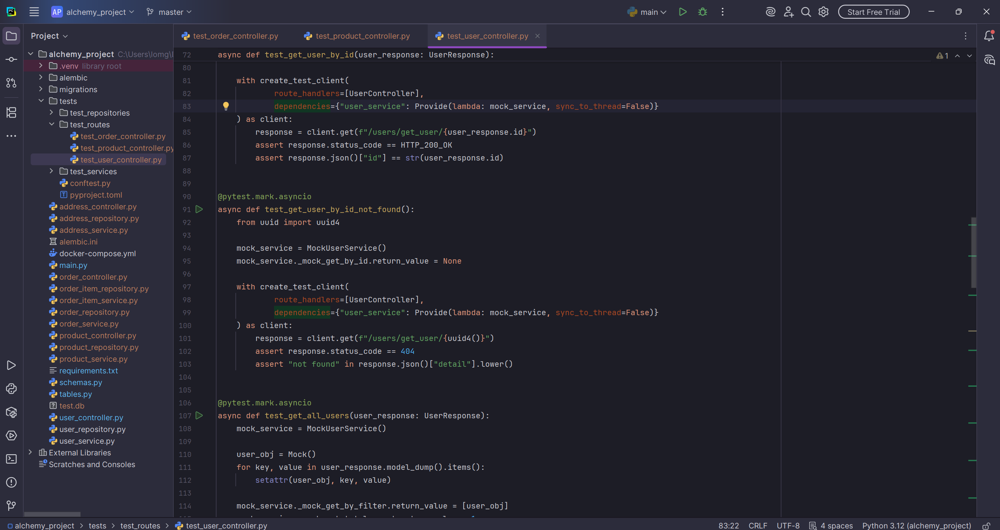 PC
AP alchemy_project master main Start Free Trial
Project
alchemy_project C:\Users\lomg\
.venv library root
alembic
migrations
tests
test_repositories
test_routes
test_order_controller.py
test_product_controller.py
test_user_controller.py
test_services
conftest.py
pyproject.toml
address_controller.py
address_repository.py
address_service.py
alembic.ini
docker-compose.yml
main.py
order_controller.py
order_item_repository.py
order_item_service.py
order_repository.py
order_service.py
product_controller.py
product_repository.py
product_service.py
requirements.txt
schemas.py
tables.py
test.db
user_controller.py
user_repository.py
user_service.py
External Libraries
Scratches and Consoles
test_order_controller.py test_product_controller.py test_user_controller.py
72 async def test_get_user_by_id(user_response: UserResponse): 1
80
81 with create_test_client(
82 route_handlers=[UserController],
83 dependencies={"user_service": Provide(lambda: mock_service, sync_to_thread=False)}
84 ) as client:
85 response = client.get(f"/users/get_user/{user_response.id}")
86 assert response.status_code == HTTP_200_OK
87 assert response.json()["id"] == str(user_response.id)
88
89
90 @pytest.mark.asyncio
91 async def test_get_user_by_id_not_found():
92 from uuid import uuid4
93
94 mock_service = MockUserService()
95 mock_service._mock_get_by_id.return_value = None
96
97 with create_test_client(
98 route_handlers=[UserController],
99 dependencies={"user_service": Provide(lambda: mock_service, sync_to_thread=False)}
100 ) as client:
101 response = client.get(f"/users/get_user/{uuid4()}")
102 assert response.status_code == 404
103 assert "not found" in response.json()["detail"].lower()
104
105
106 @pytest.mark.asyncio
107 async def test_get_all_users(user_response: UserResponse):
108 mock_service = MockUserService()
109
110 user_obj = Mock()
111 for key, value in user_response.model_dump().items():
112 setattr(user_obj, key, value)
113
114 mock_service._mock_get_by_filter.return_value = [user_obj]
alchemy_project > tests > test_routes > test_user_controller.py 83:22 CRLF UTF-8 4 spaces Python 3.12 (alchemy_project)